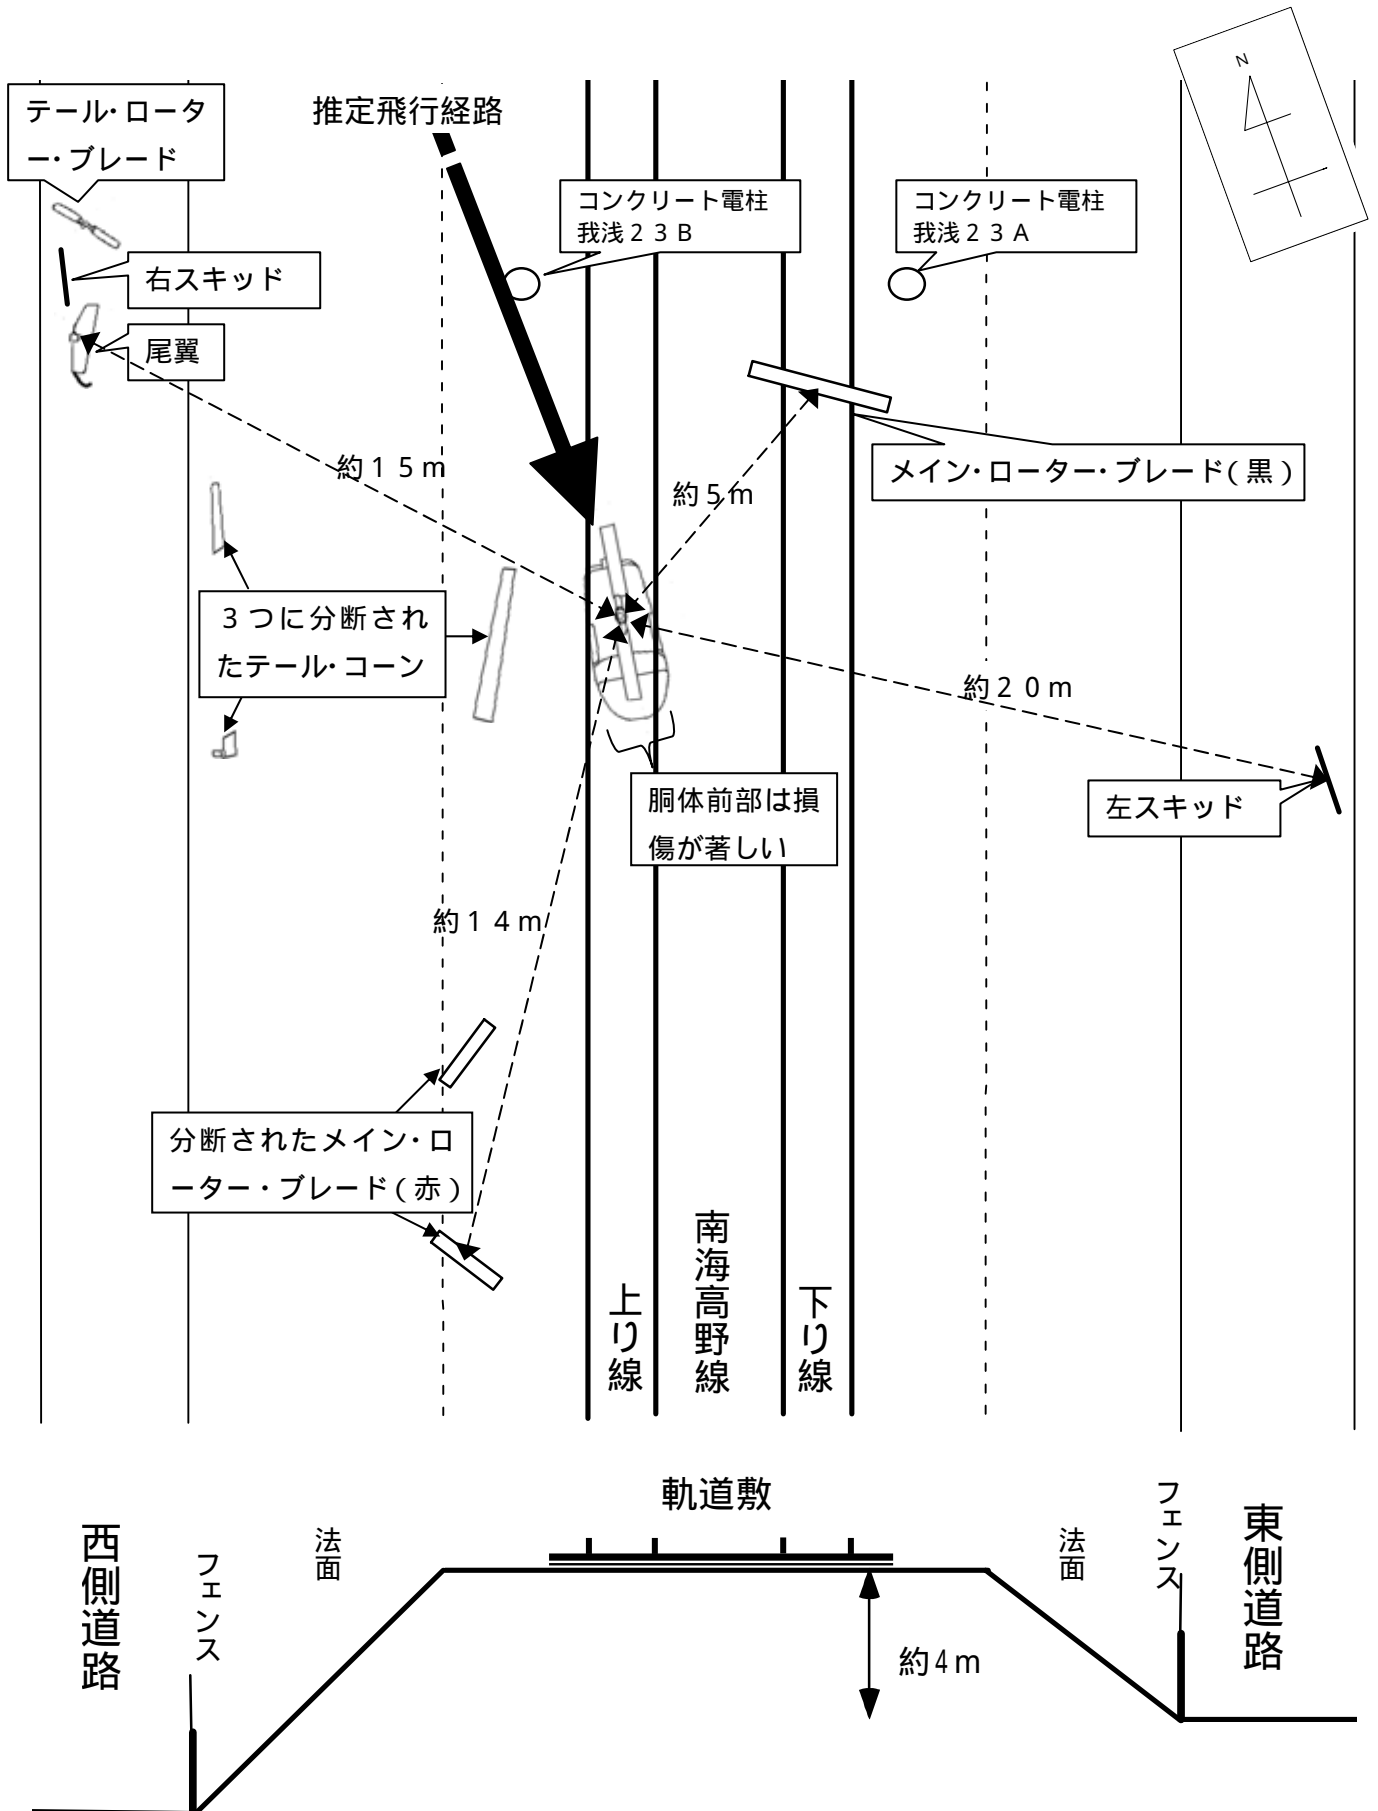 N
テール・ロータ
ー・ブレード
推定飛行経路
コンクリート電柱
我浅２３Ｂ
コンクリート電柱
我浅２３Ａ
右スキッド
尾翼
約１５ｍ
約５ｍ
メイン・ローター・ブレード(黒)
３つに分断され
たテール・コーン
約２０ｍ
胴体前部は損
傷が著しい
左スキッド
約１４ｍ
分断されたメイン・ロ
ーター・ブレード(赤)
上り線
南海高野線
下り線
軌道敷
西側道路
フェンス
法面
法面
フェンス
東側道路
約4ｍ